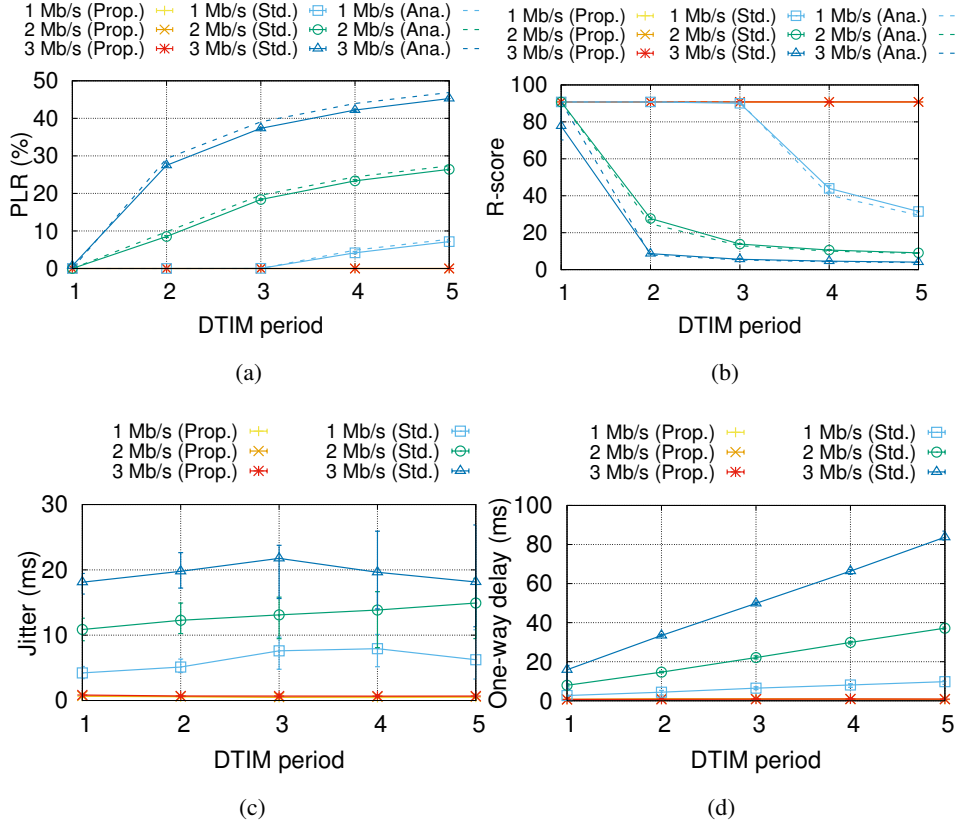 1 Mb/s (Prop.) 1 Mb/s (Std.) 1 Mb/s (Ana.)
2 Mb/s (Prop.) 2 Mb/s (Std.) 2 Mb/s (Ana.)
3 Mb/s (Prop.) 3 Mb/s (Std.) 3 Mb/s (Ana.)
50
40
30
20
10
0
PLR (%)
1 2 3 4 5
DTIM period
(a)
1 Mb/s (Prop.) 1 Mb/s (Std.) 1 Mb/s (Ana.)
2 Mb/s (Prop.) 2 Mb/s (Std.) 2 Mb/s (Ana.)
3 Mb/s (Prop.) 3 Mb/s (Std.) 3 Mb/s (Ana.)
100
80
60
40
20
0
R-score
1 2 3 4 5
DTIM period
(b)
1 Mb/s (Prop.) 1 Mb/s (Std.)
2 Mb/s (Prop.) 2 Mb/s (Std.)
3 Mb/s (Prop.) 3 Mb/s (Std.)
30
20
10
0
Jitter (ms)
1 2 3 4 5
DTIM period
(c)
1 Mb/s (Prop.) 1 Mb/s (Std.)
2 Mb/s (Prop.) 2 Mb/s (Std.)
3 Mb/s (Prop.) 3 Mb/s (Std.)
100
80
60
40
20
0
One-way delay (ms)
1 2 3 4 5
DTIM period
(d)